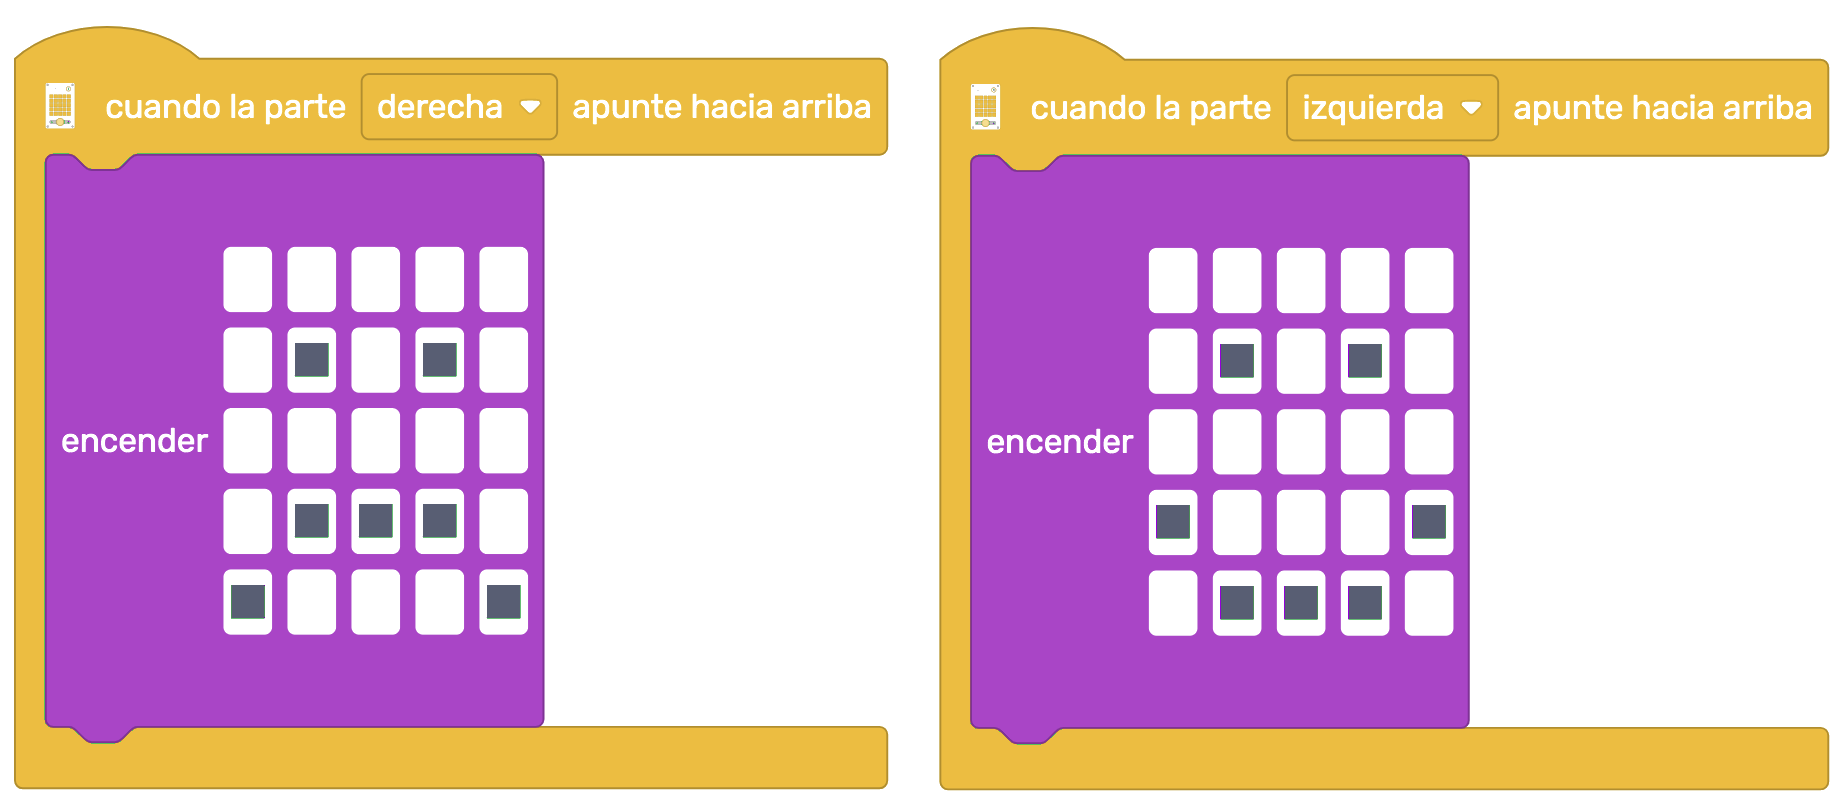 cuando la parte derecha apunte hacia arriba
encender
cuando la parte izquierda apunte hacia arriba
encender